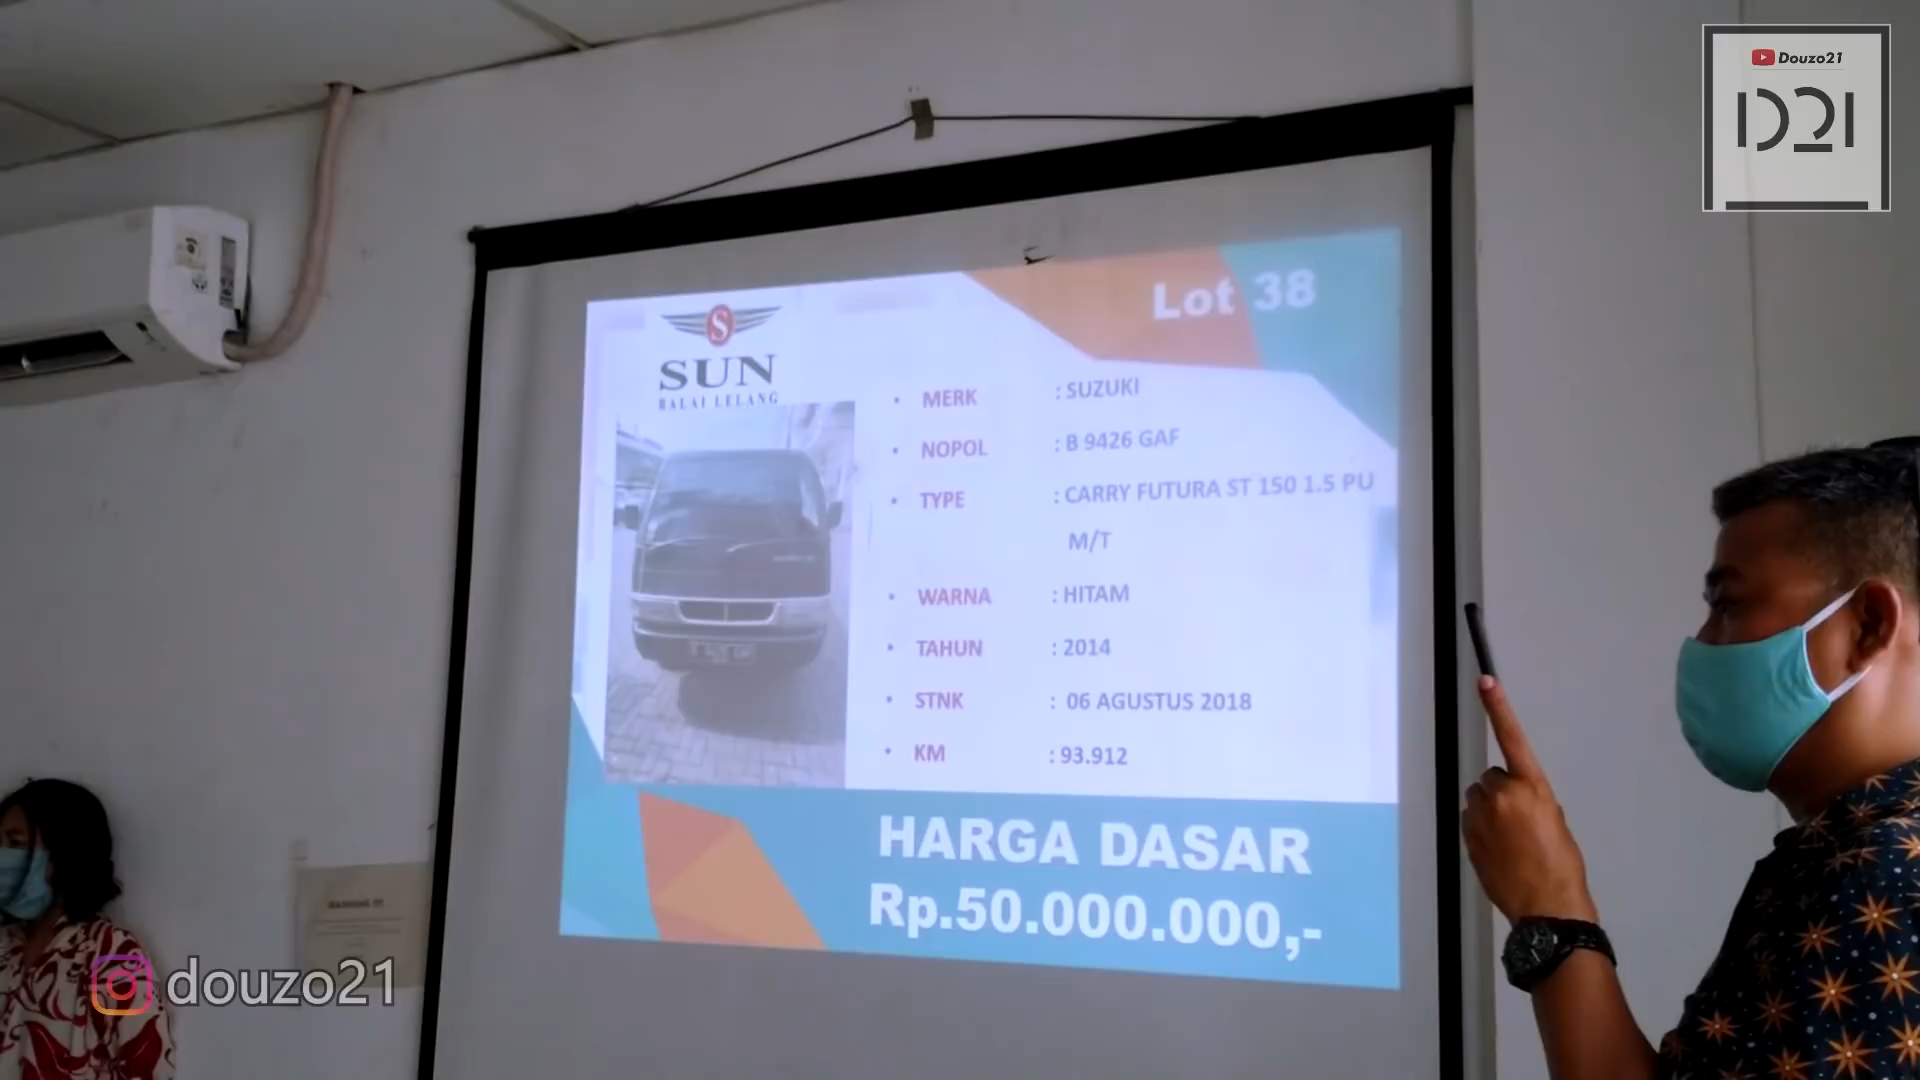 Douzo21
D21
Lot 38
S
SUN
BALAI LELANG
• MERK : SUZUKI
• NOPOL : B 9426 GAF
• TYPE : CARRY FUTURA ST 150 1.5 PU
M/T
• WARNA : HITAM
• TAHUN : 2014
• STNK : 06 AGUSTUS 2018
• KM : 93.912
HARGA DASAR
Rp.50.000.000,-
douzo21